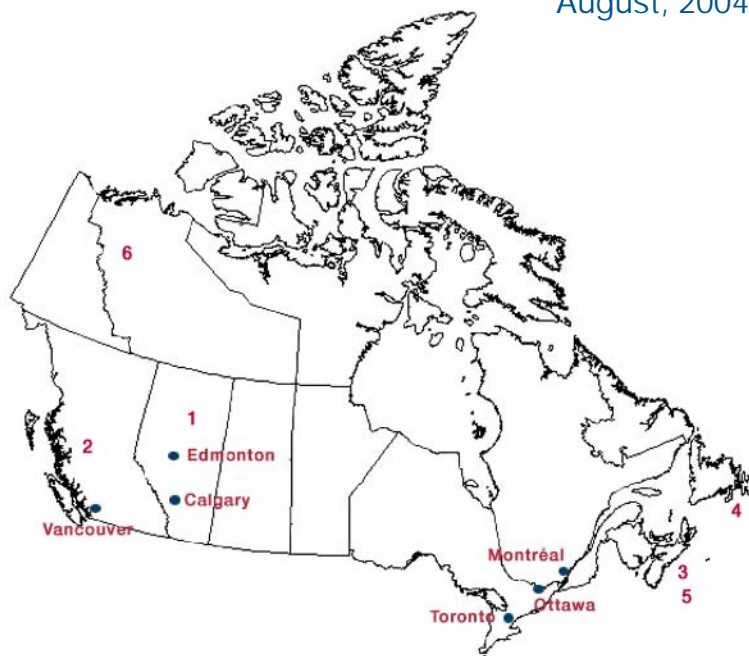 August, 2004
6
1
Edmonton
2
Calgary
Vancouver
4
Montréal
3
Ottawa
5
Toronto